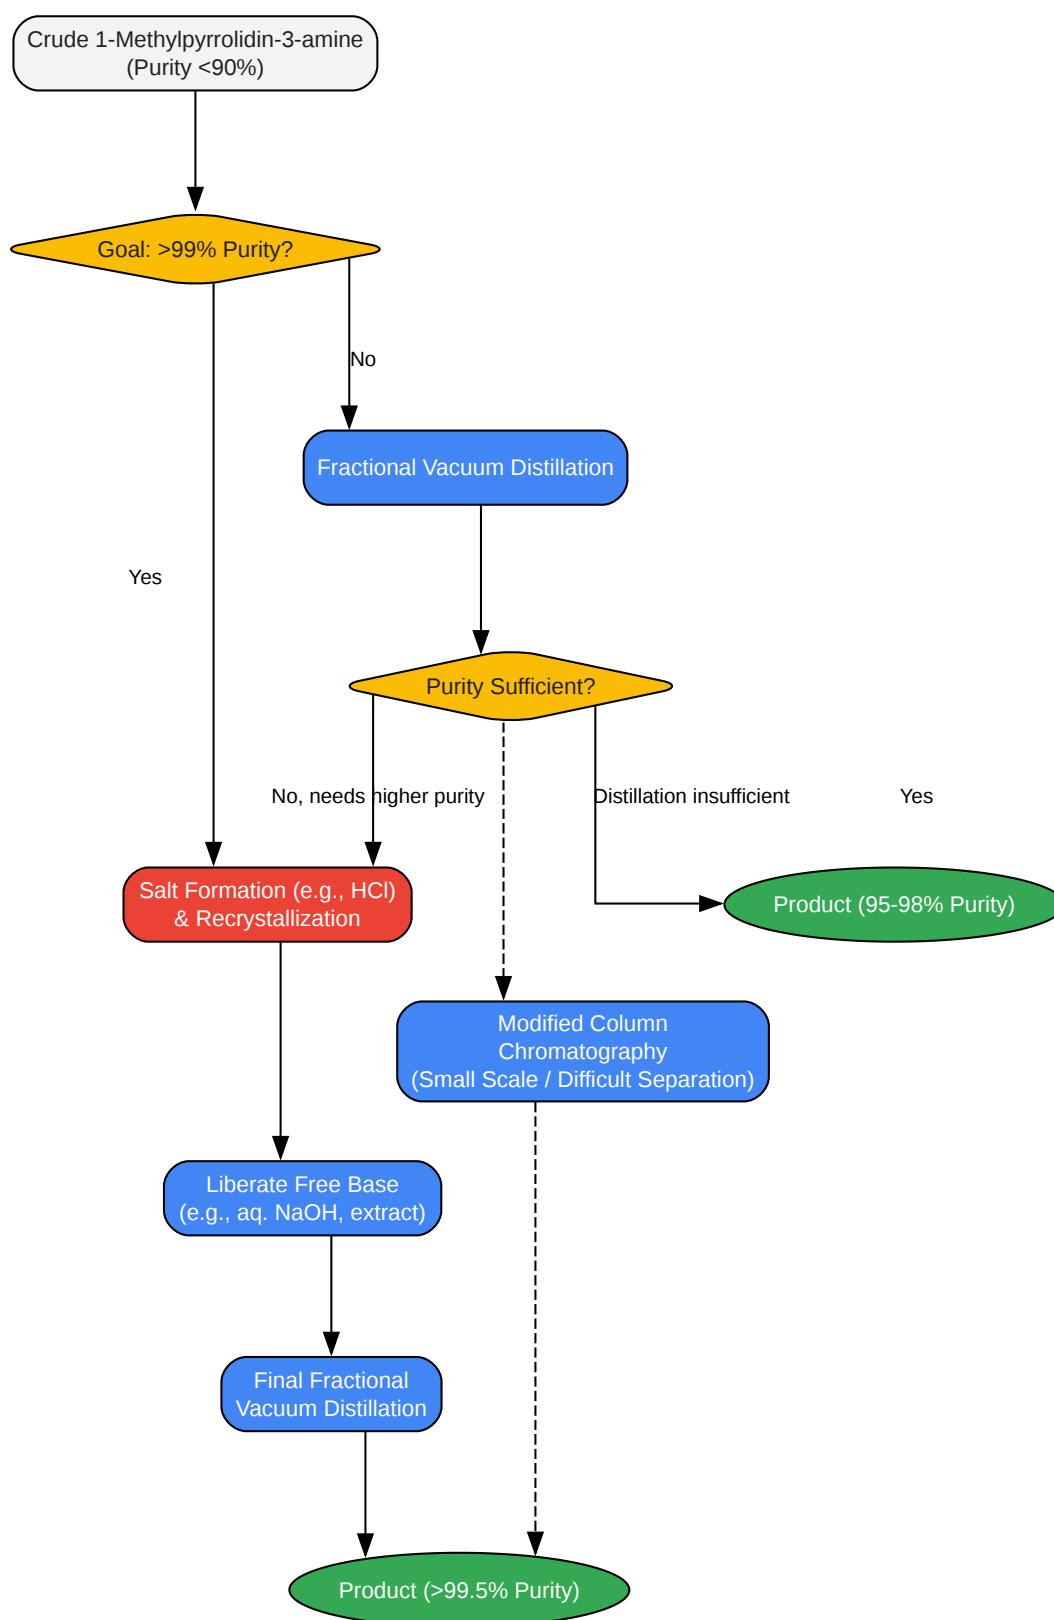 Crude 1-Methylpyrrolidin-3-amine
(Purity <90%)
Goal: >99% Purity?
No
Fractional Vacuum Distillation
Yes
Purity Sufficient?
No, needs higher purity
Distillation insufficient
Yes
Salt Formation (e.g., HCl)
& Recrystallization
Product (95-98% Purity)
Modified Column
Chromatography
(Small Scale / Difficult Separation)
Liberate Free Base
(e.g., aq. NaOH, extract)
Final Fractional
Vacuum Distillation
Product (>99.5% Purity)